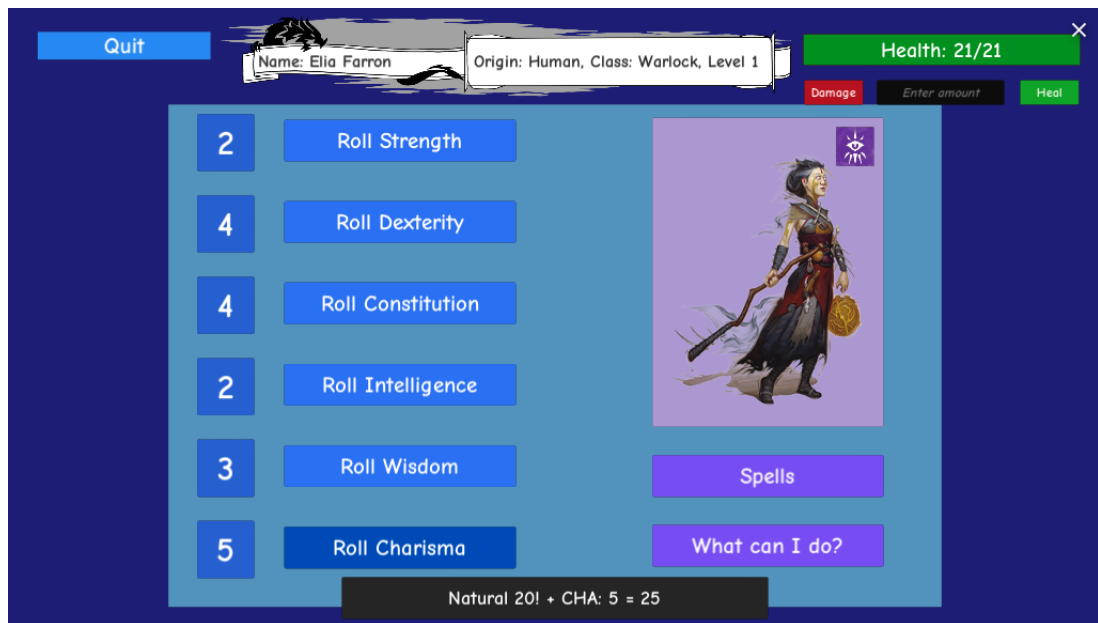 Quit
Name: Elia Farron
Origin: Human, Class: Warlock, Level 1
Health: 21/21
Damage
Enter amount
Heal
2
Roll Strength
4
Roll Dexterity
4
Roll Constitution
2
Roll Intelligence
3
Roll Wisdom
5
Roll Charisma
Spells
What can I do?
Natural 20! + CHA: 5 = 25